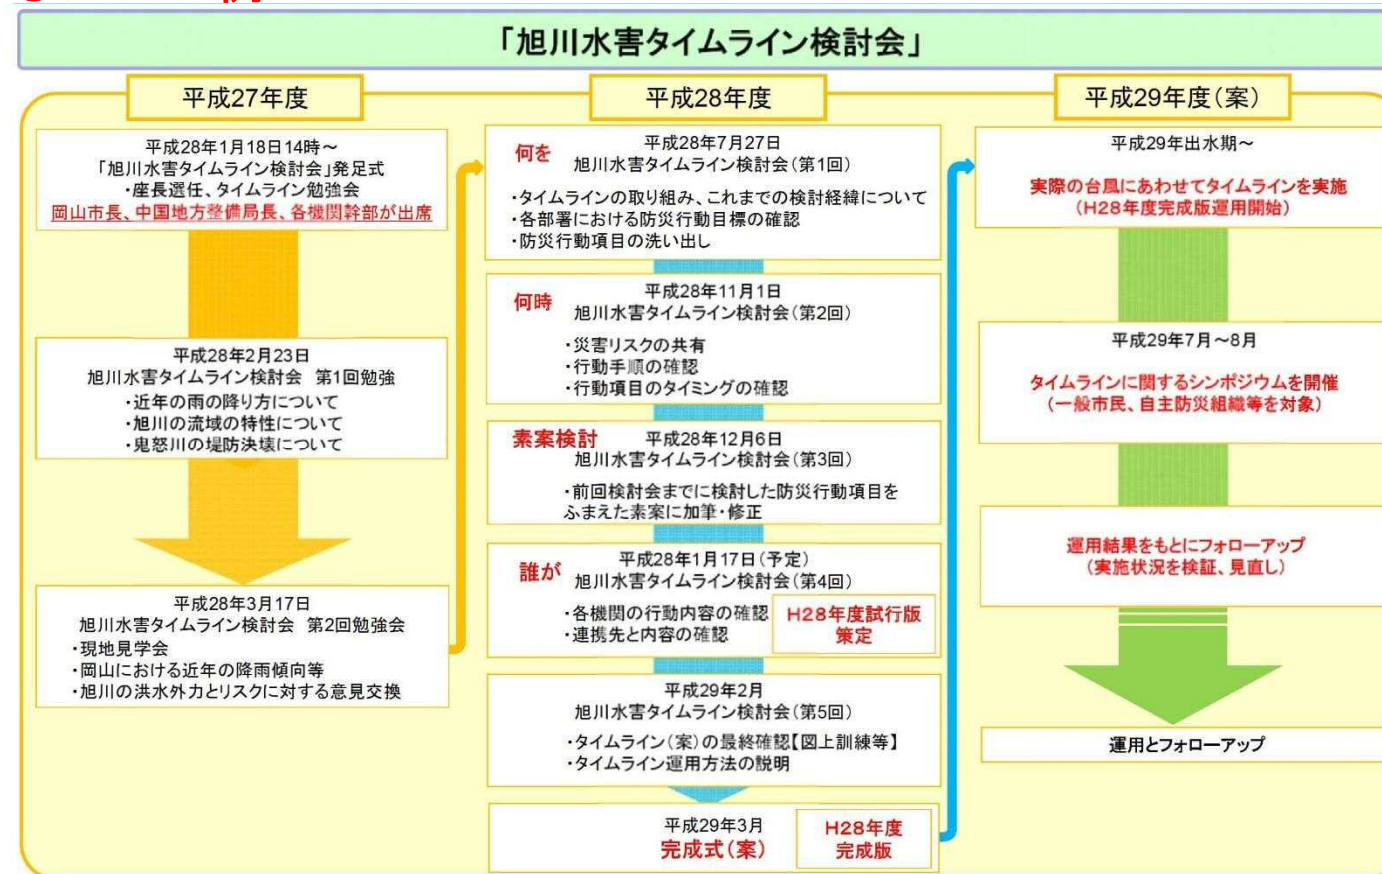 「旭川水害タイムライン検討会」
平成27年度
平成28年1月18日14時～
「旭川水害タイムライン検討会」発足式
・座長選任、タイムライン勉強会
岡山市長、中国地方整備局長、各機関幹部が出席
平成28年2月23日
旭川水害タイムライン検討会　第1回勉強
・近年の雨の降り方について
・旭川の流域の特性について
・鬼怒川の堤防決壊について
平成28年3月17日
旭川水害タイムライン検討会　第2回勉強会
・現地見学会
・岡山における近年の降雨傾向等
・旭川の洪水外力とリスクに対する意見交換
平成28年度
何を
平成28年7月27日
旭川水害タイムライン検討会（第1回）
・タイムラインの取り組み、これまでの検討経緯について
・各部署における防災行動目標の確認
・防災行動項目の洗い出し
何時
平成28年11月1日
旭川水害タイムライン検討会（第2回）
・災害リスクの共有
・行動手順の確認
・行動項目のタイミングの確認
素案検討
平成28年12月6日
旭川水害タイムライン検討会（第3回）
・前回検討会までに検討した防災行動項目を
ふまえた素案に加筆・修正
誰が
平成28年1月17日（予定）
旭川水害タイムライン検討会（第4回）
・各機関の行動内容の確認
・連携先と内容の確認
H28年度試行版
策定
平成29年2月
旭川水害タイムライン検討会（第5回）
・タイムライン（案）の最終確認【図上訓練等】
・タイムライン運用方法の説明
平成29年3月
完成式（案）
H28年度
完成版
平成29年度（案）
平成29年出水期～
実際の台風にあわせてタイムラインを実施
（H28年度完成版運用開始）
平成29年7月～8月
タイムラインに関するシンポジウムを開催
（一般市民、自主防災組織等を対象）
運用結果をもとにフォローアップ
（実施状況を検証、見直し）
運用とフォローアップ